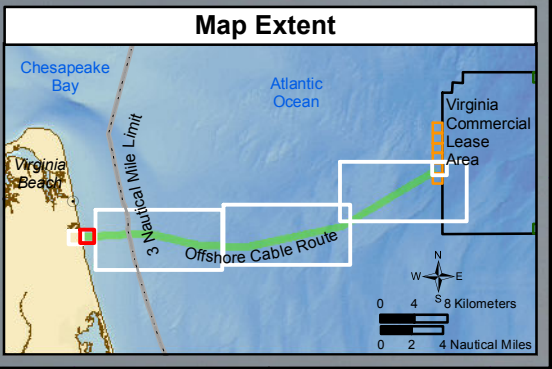 Map Extent
Chesapeake
Bay
Atlantic
Ocean
Virginia
Commercial
Lease
Area
3 Nautical Mile Limit
Virginia
Beach
Offshore Cable Route
N
W E
S
0 4 8 Kilometers
0 2 4 Nautical Miles